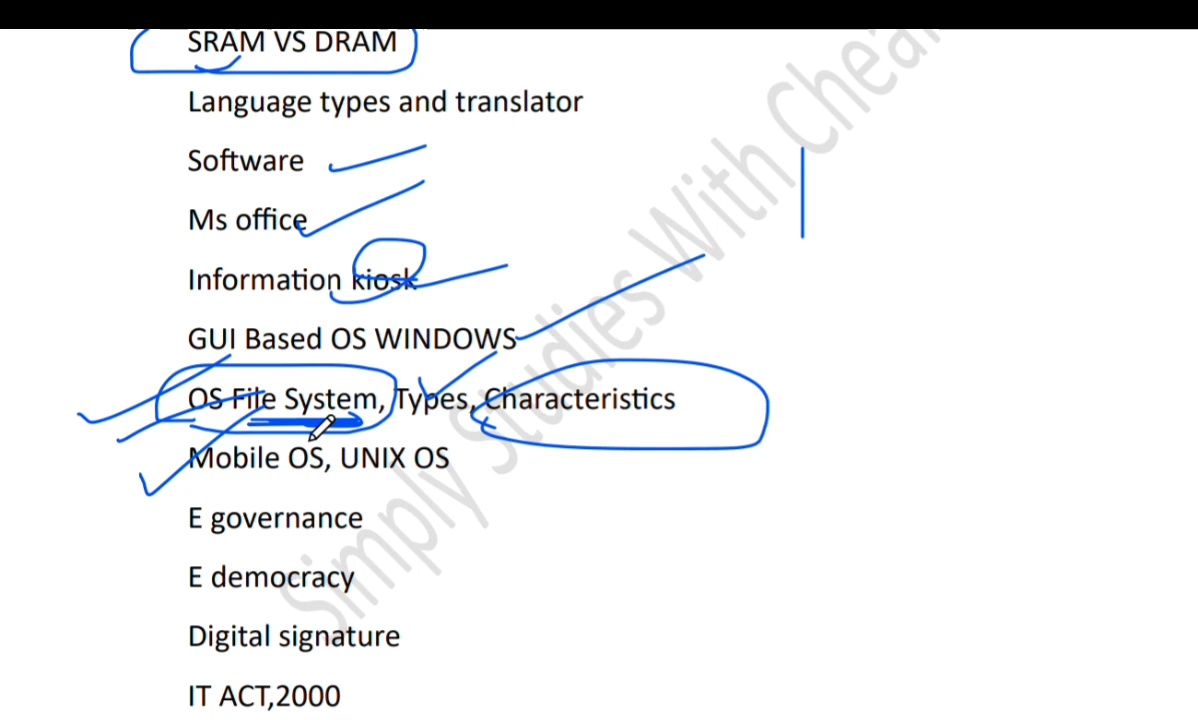 SRAM VS DRAM
Language types and translator
Software
Ms office
Information kiosk
GUI Based OS WINDOWS
OS File System, Types, Characteristics
Mobile OS, UNIX OS
E governance
E democracy
Digital signature
IT ACT,2000
Simply Studies With